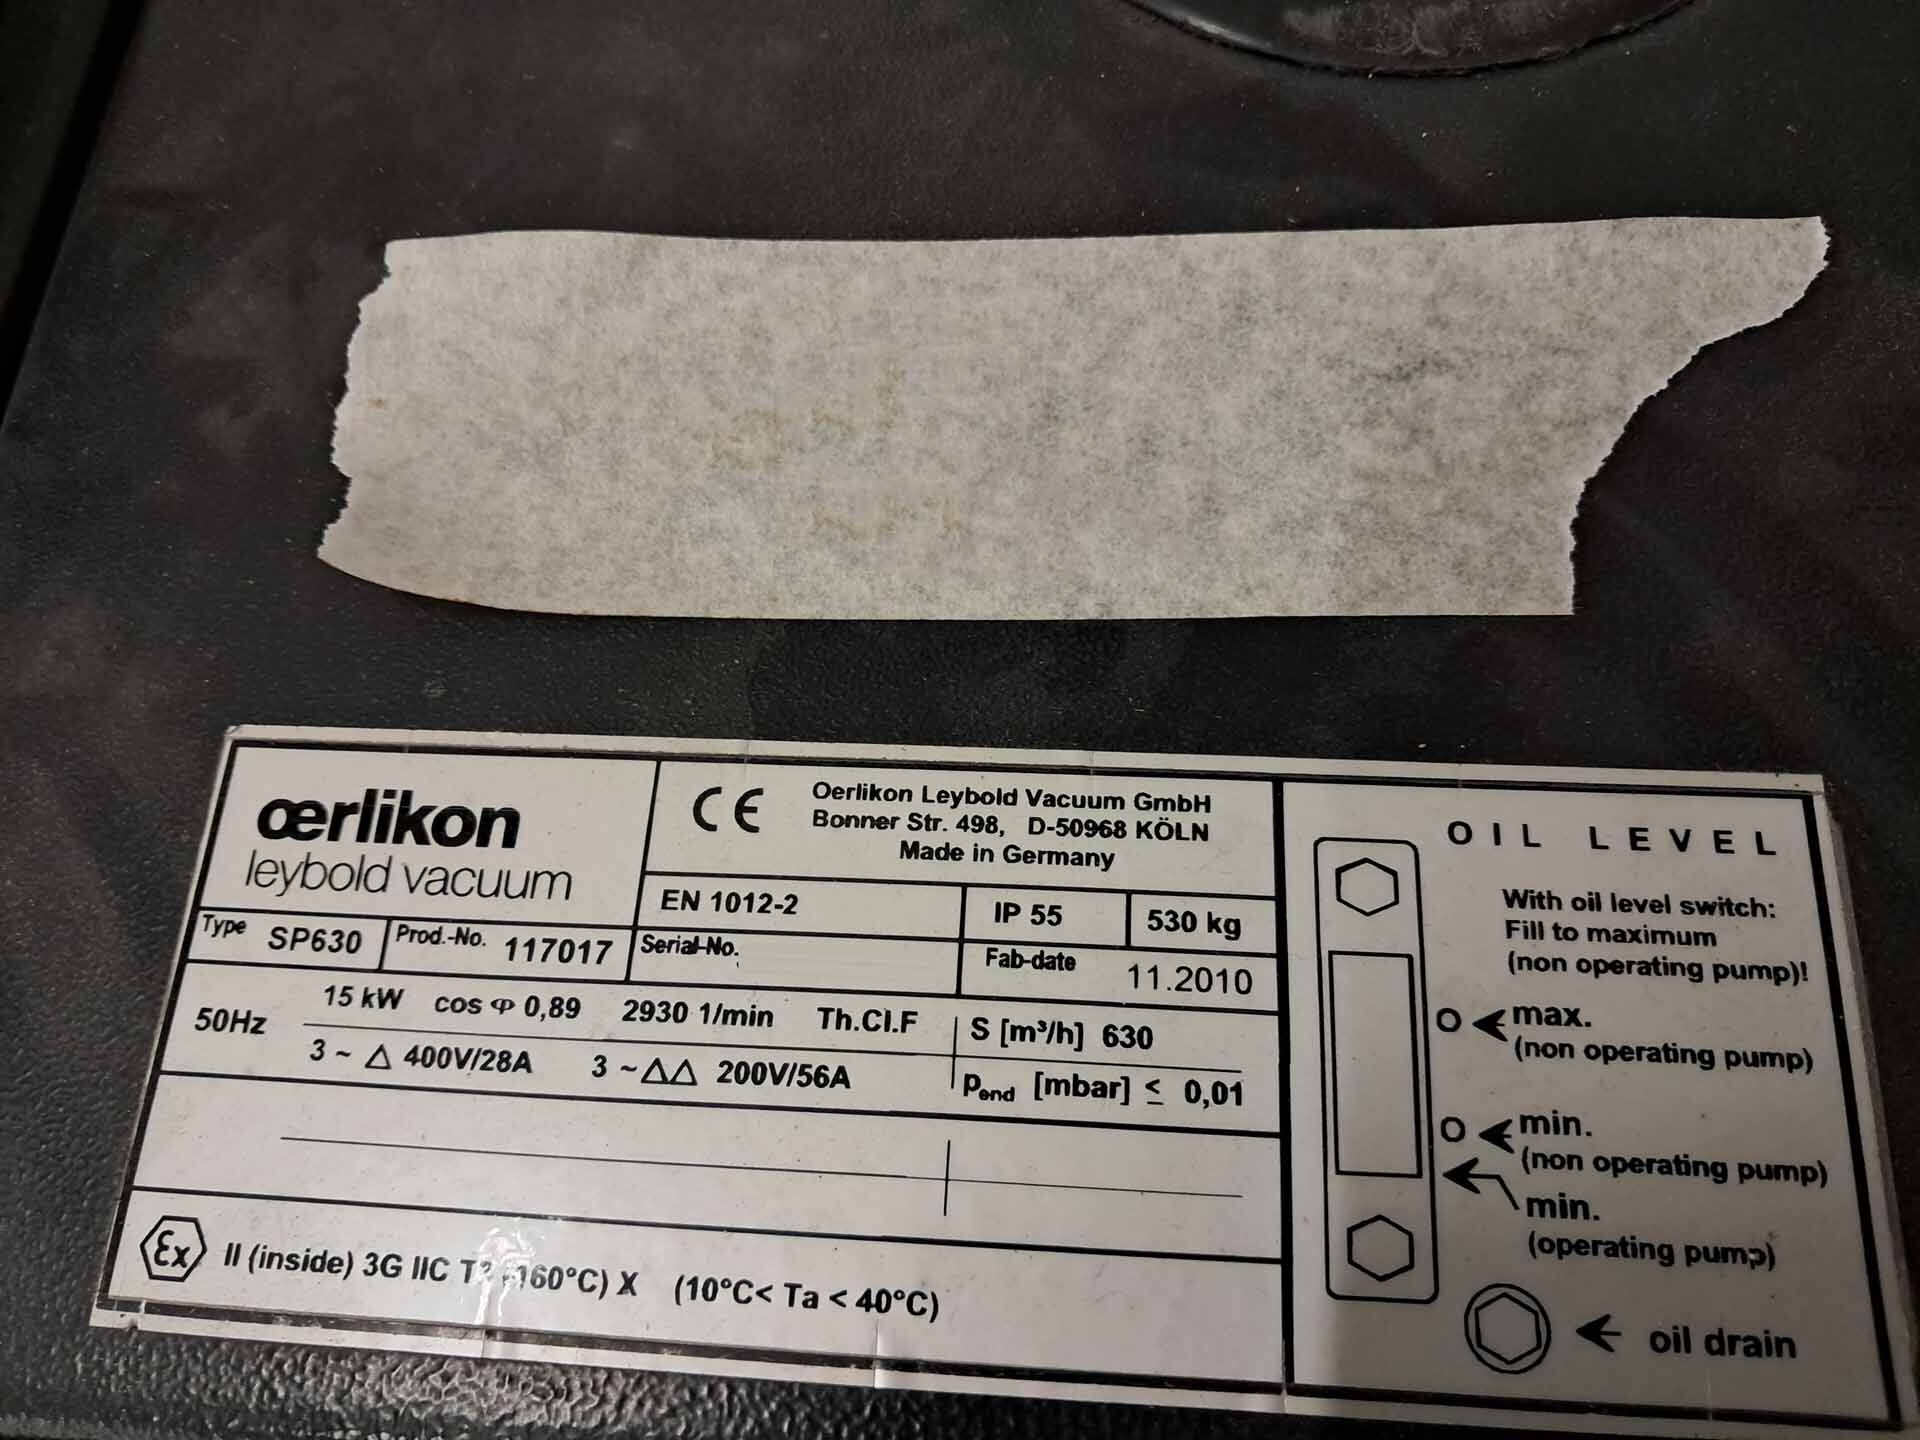 œrlikon
leybold vacuum
CE
Oerlikon Leybold Vacuum GmbH
Bonner Str. 498, D-50968 KÖLN
Made in Germany
EN 1012-2
IP 55
530 kg
Type SP630
Prod.-No. 117017
Serial-No.
Fab-date 11.2010
50Hz
15 kW cos φ 0,89 2930 1/min Th.Cl.F
3 ~ △ 400V/28A 3 ~△△ 200V/56A
S [m³/h] 630
Pend [mbar] ≤ 0,01
Ex II (inside) 3G IIC 160°C) X (10°C< Ta < 40°C)
OIL LEVEL
With oil level switch:
Fill to maximum
(non operating pump)!
max.
(non operating pump)
min.
(non operating pump)
min.
(operating pump)
oil drain